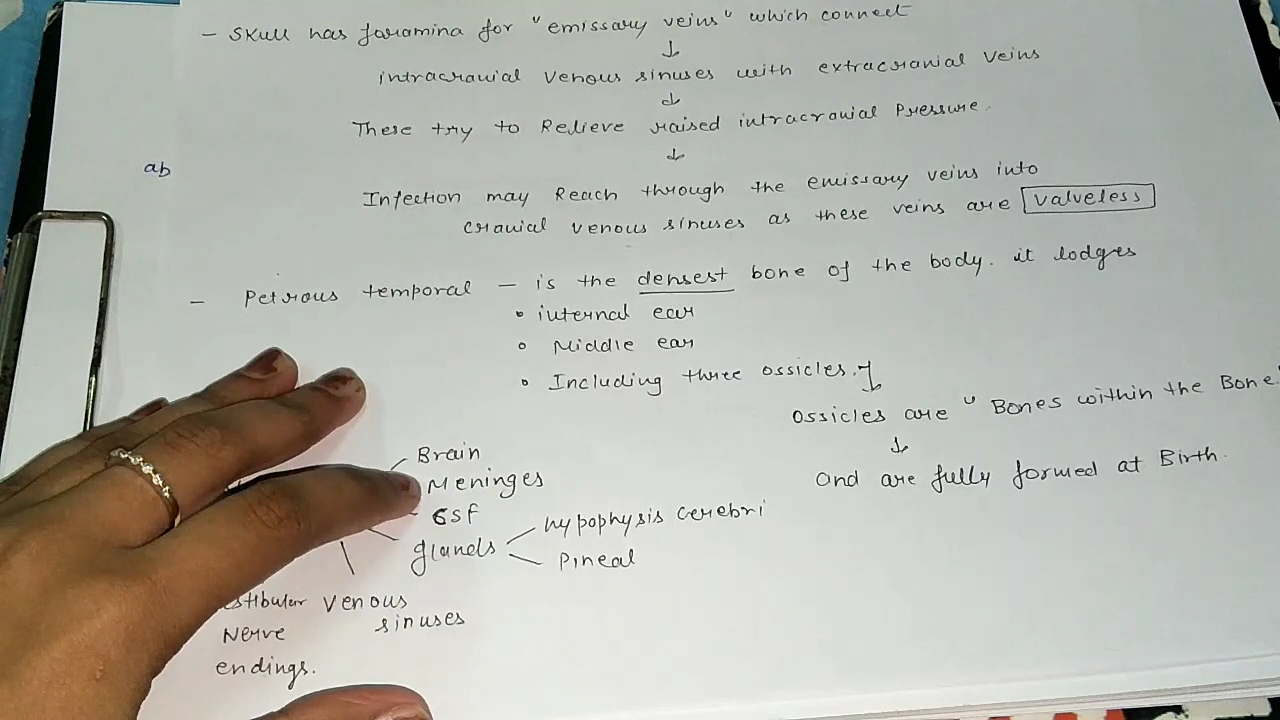 - Skull has foramina for "emissary veins" which connect
↓
intracranial venous sinuses with extracranial veins
↓
These try to Relieve raised intracranial Pressure.
↓
ab
Infection may Reach through the emissary veins into
cranial venous sinuses as these veins are valveless
- Petrous temporal - is the densest bone of the body. it lodges
• internal ear
• Middle ear
• Including three ossicles.
↓
Ossicles are "Bones within the Bone"
↓
and are fully formed at Birth.
Brain
Meninges
CSF
glands
hypophysis cerebri
Pineal
venous
sinuses
Nerve
endings.